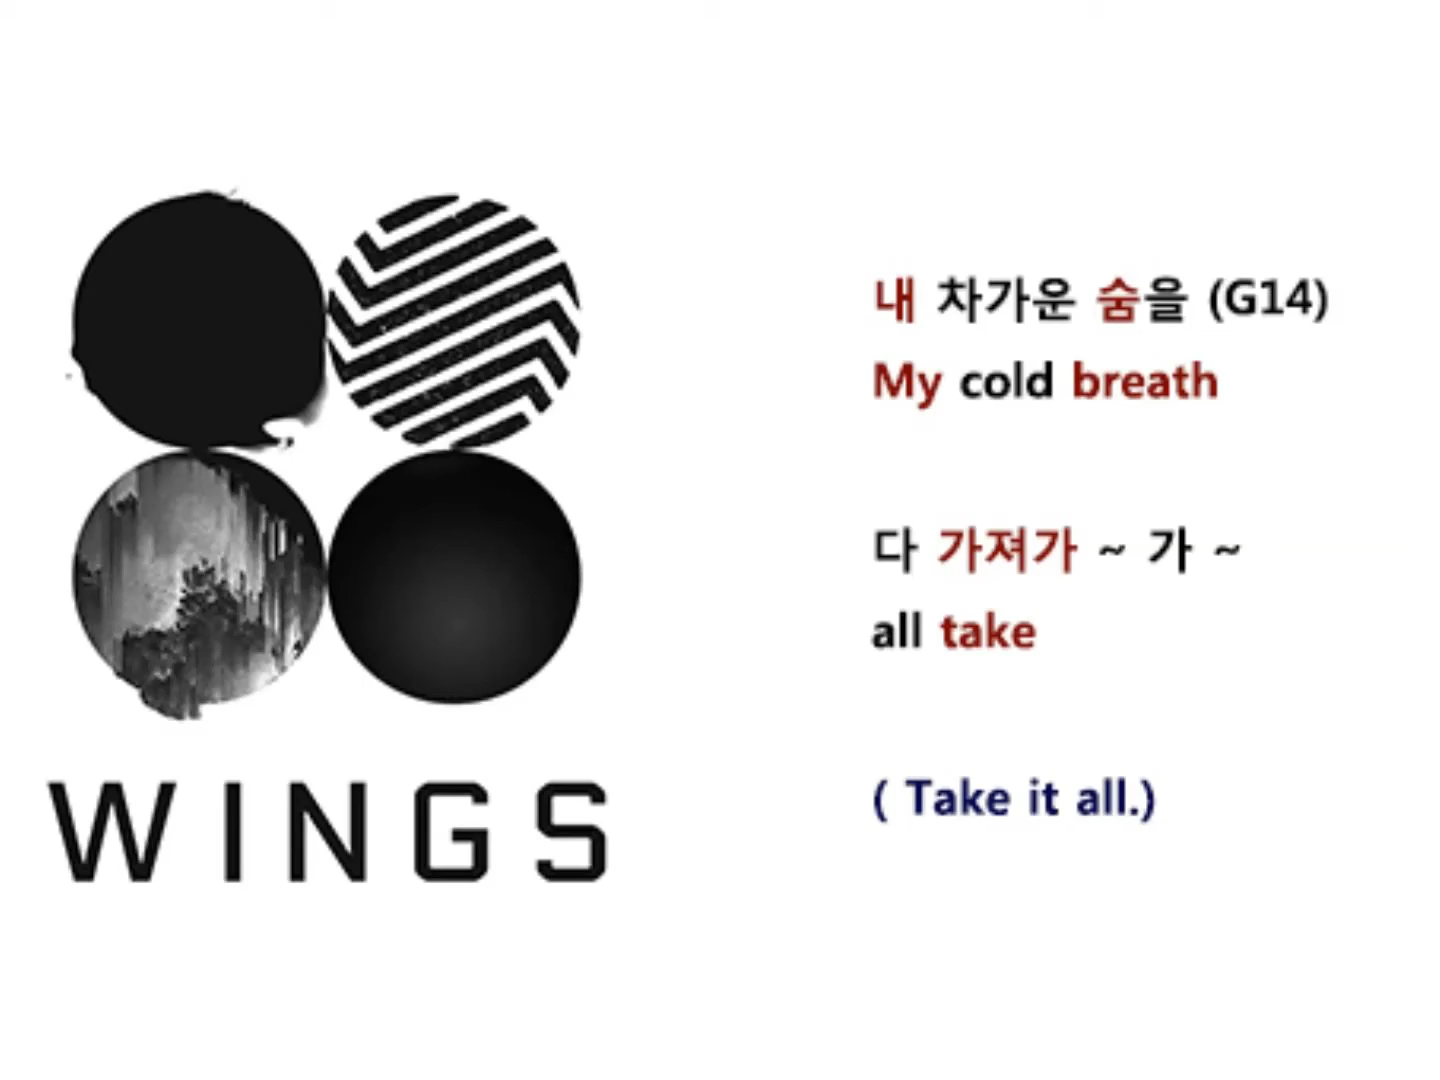 내 차가운 숨을 (G14)
My cold breath
다 가져가 ~ 가 ~
all take
( Take it all.)
WINGS